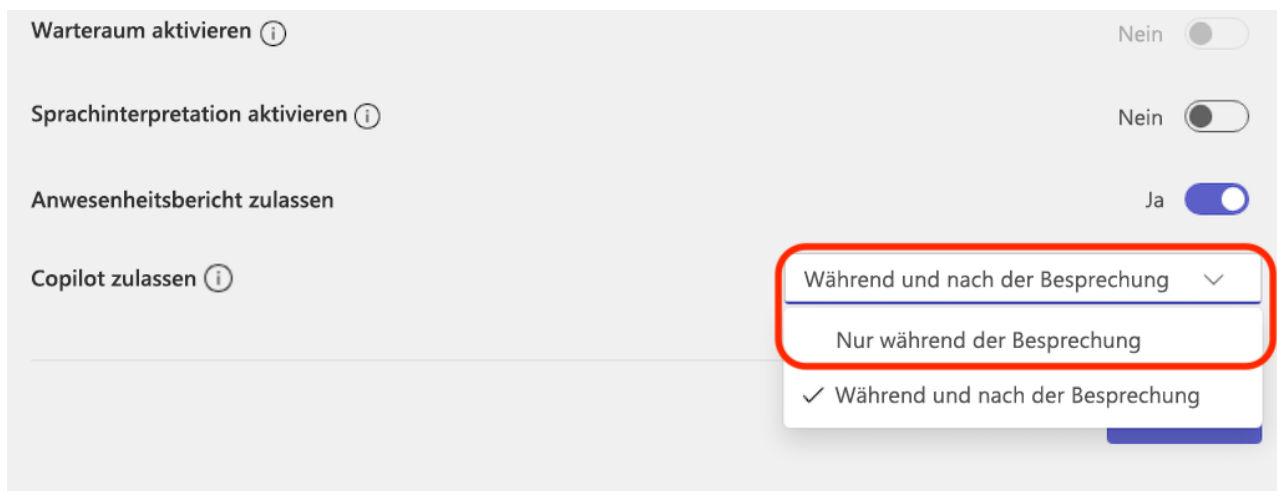 Warteraum aktivieren
Nein
Sprachinterpretation aktivieren
Nein
Anwesenheitsbericht zulassen
Ja
Copilot zulassen
Während und nach der Besprechung
Nur während der Besprechung
Während und nach der Besprechung